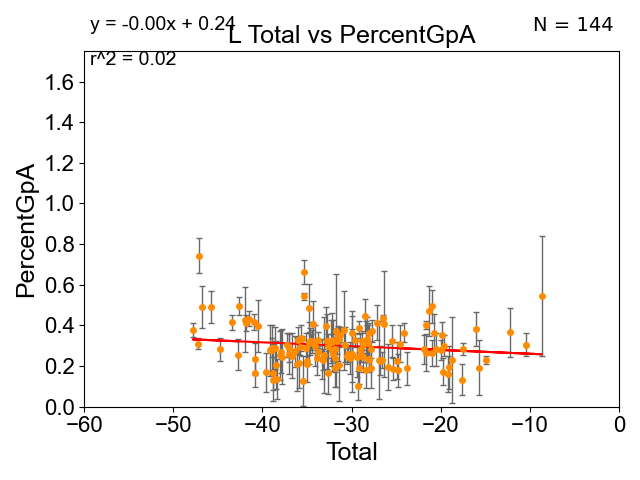 y = -0.00x + 0.24
L Total vs PercentGpA
N = 144
r^2 = 0.02
PercentGpA
1.6
1.4
1.2
1.0
0.8
0.6
0.4
0.2
0.0
−60
−50
−40
−30
−20
−10
0
Total